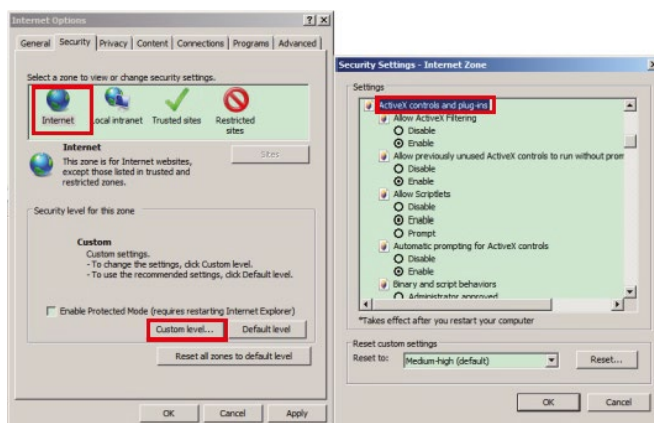 Internet Options
General Security Privacy Content Connections Programs Advanced
Select a zone to view or change security settings.
Internet Local intranet Trusted sites Restricted
sites
Internet
Sites
This zone is for Internet websites,
except those listed in trusted and
restricted zones.
Security level for this zone
Custom
Custom settings.
- To change the settings, click Custom level.
- To use the recommended settings, click Default level.
Enable Protected Mode (requires restarting Internet Explorer)
Custom level... Default level
Reset all zones to default level
OK Cancel Apply
Security Settings - Internet Zone
Settings
ActiveX controls and plug-ins
Allow ActiveX Filtering
Disable
Enable
Allow previously unused ActiveX controls to run without prom
Disable
Enable
Allow Scriptlets
Disable
Enable
Prompt
Automatic prompting for ActiveX controls
Disable
Enable
Binary and script behaviors
Administrator approved
*Takes effect after you restart your computer
Reset custom settings
Reset to: Medium-high (default) Reset...
OK Cancel